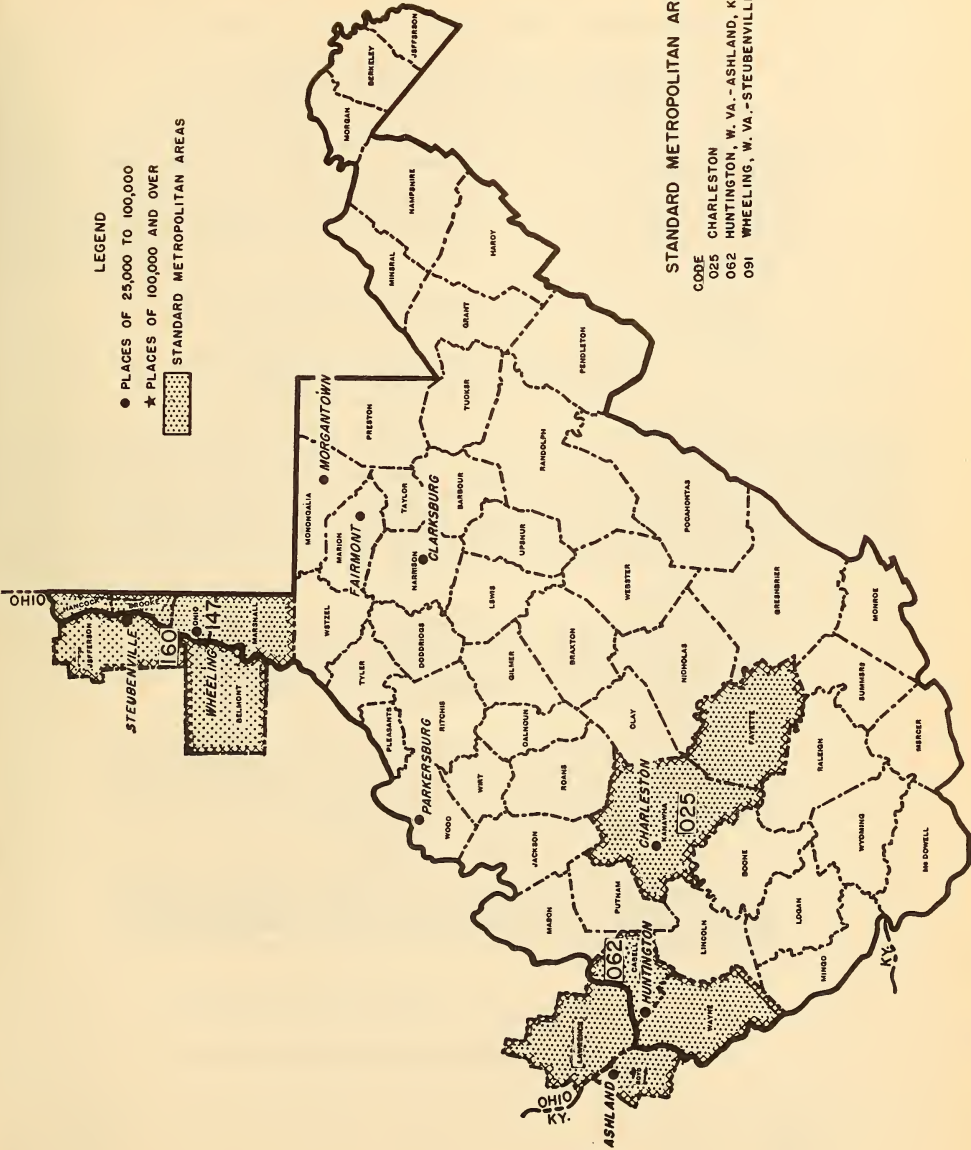 LEGEND
● PLACES OF 25,000 TO 100,000
★ PLACES OF 100,000 AND OVER
STANDARD METROPOLITAN AREAS
STANDARD METROPOLITAN AR
CODE
025 CHARLESTON
062 HUNTINGTON, W. VA.-ASHLAND, K
091 WHEELING, W. VA.-STEUBENVILL
OHIO
HANCOCK
BROOKE
JEFFERSON
STEUBENVILLE
160
OHIO
WHEELING
147
BELMONT
MARSHALL
MORGAN
BERKELEY
JEFFERSON
HAMPSHIRE
MINERAL
HARDY
GRANT
PENDLETON
MORGANTOWN
MONONGALIA
PRESTON
MARION
FAIRMONT
TAYLOR
TUCKER
WETZEL
HARRISON
CLARKSBURG
BARBOUR
RANDOLPH
TYLER
DODDRIDGE
LEWIS
UPSHUR
PLEASANTS
RITCHIE
GILMER
BRAXTON
WEBSTER
POCAHONTAS
PARKERSBURG
WOOD
WIRT
CALHOUN
ROANE
CLAY
NICHOLAS
GREENBRIER
JACKSON
MASON
PUTNAM
CHARLESTON
KANAWHA
025
FAYETTE
MONROE
SUMMERS
RALEIGH
MERCER
BOONE
WYOMING
MC DOWELL
LOGAN
LINCOLN
MINGO
KY.
062
CABELL
HUNTINGTON
WAYNE
LAWRENCE
OHIO
KY.
ASHLAND